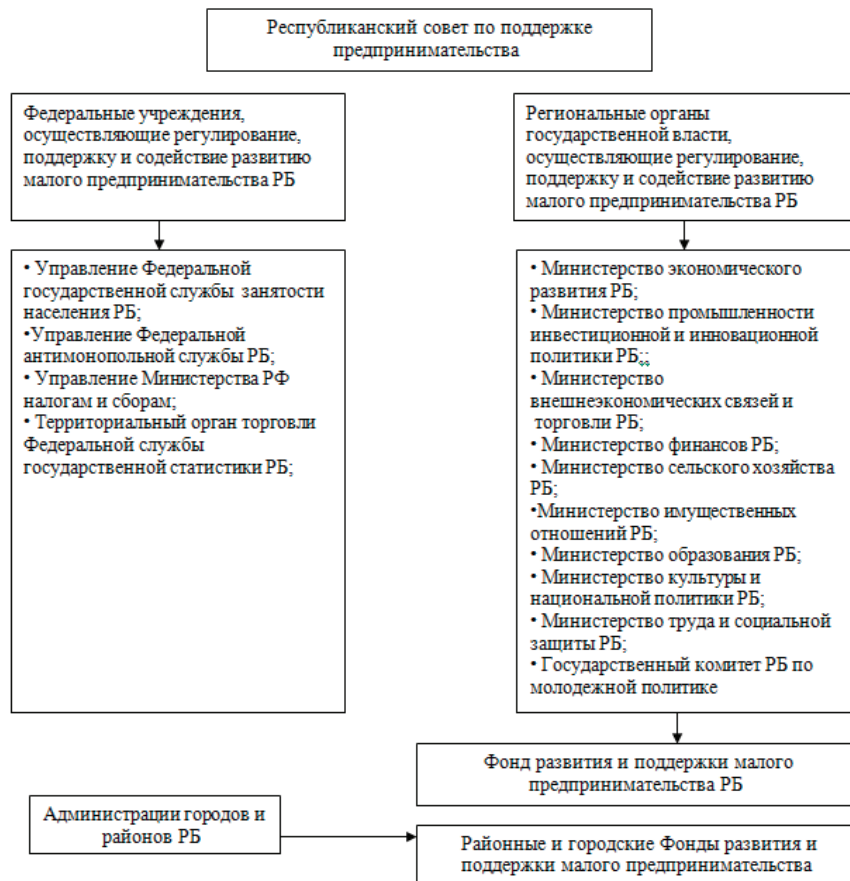 Республиканский совет по поддержке
предпринимательства
Федеральные учреждения,
осуществляющие регулирование,
поддержку и содействие развитию
малого предпринимательства РБ
• Управление Федеральной
государственной службы занятости
населения РБ;
•Управление Федеральной
антимонопольной службы РБ;
• Управление Министерства РФ
налогам и сборам;
• Территориальный орган торговли
Федеральной службы
государственной статистики РБ;
Региональные органы
государственной власти,
осуществляющие регулирование,
поддержку и содействие развитию
малого предпринимательства РБ
• Министерство экономического
развития РБ;
• Министерство промышленности
инвестиционной и инновационной
политики РБ;;
• Министерство
внешнеэкономических связей и
торговли РБ;
• Министерство финансов РБ;
• Министерство сельского хозяйства
РБ;
•Министерство имущественных
отношений РБ;
• Министерство образования РБ;
• Министерство культуры и
национальной политики РБ;
• Министерство труда и социальной
защиты РБ;
• Государственный комитет РБ по
молодежной политике
Фонд развития и поддержки малого
предпринимательства РБ
Администрации городов и
районов РБ
Районные и городские Фонды развития и
поддержки малого предпринимательства